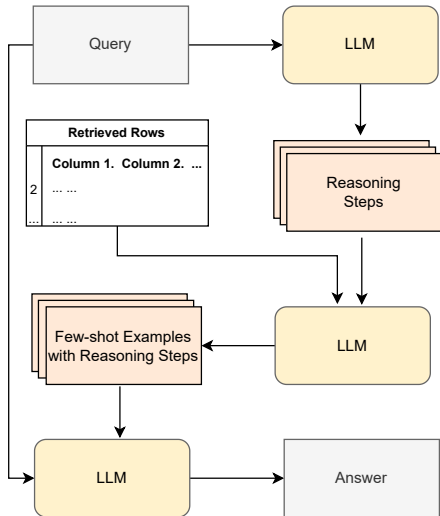 Query
LLM
Retrieved Rows
Column 1. Column 2. ...
2 ... ...
... ... ...
Reasoning
Steps
Few-shot Examples
with Reasoning Steps
LLM
LLM
Answer